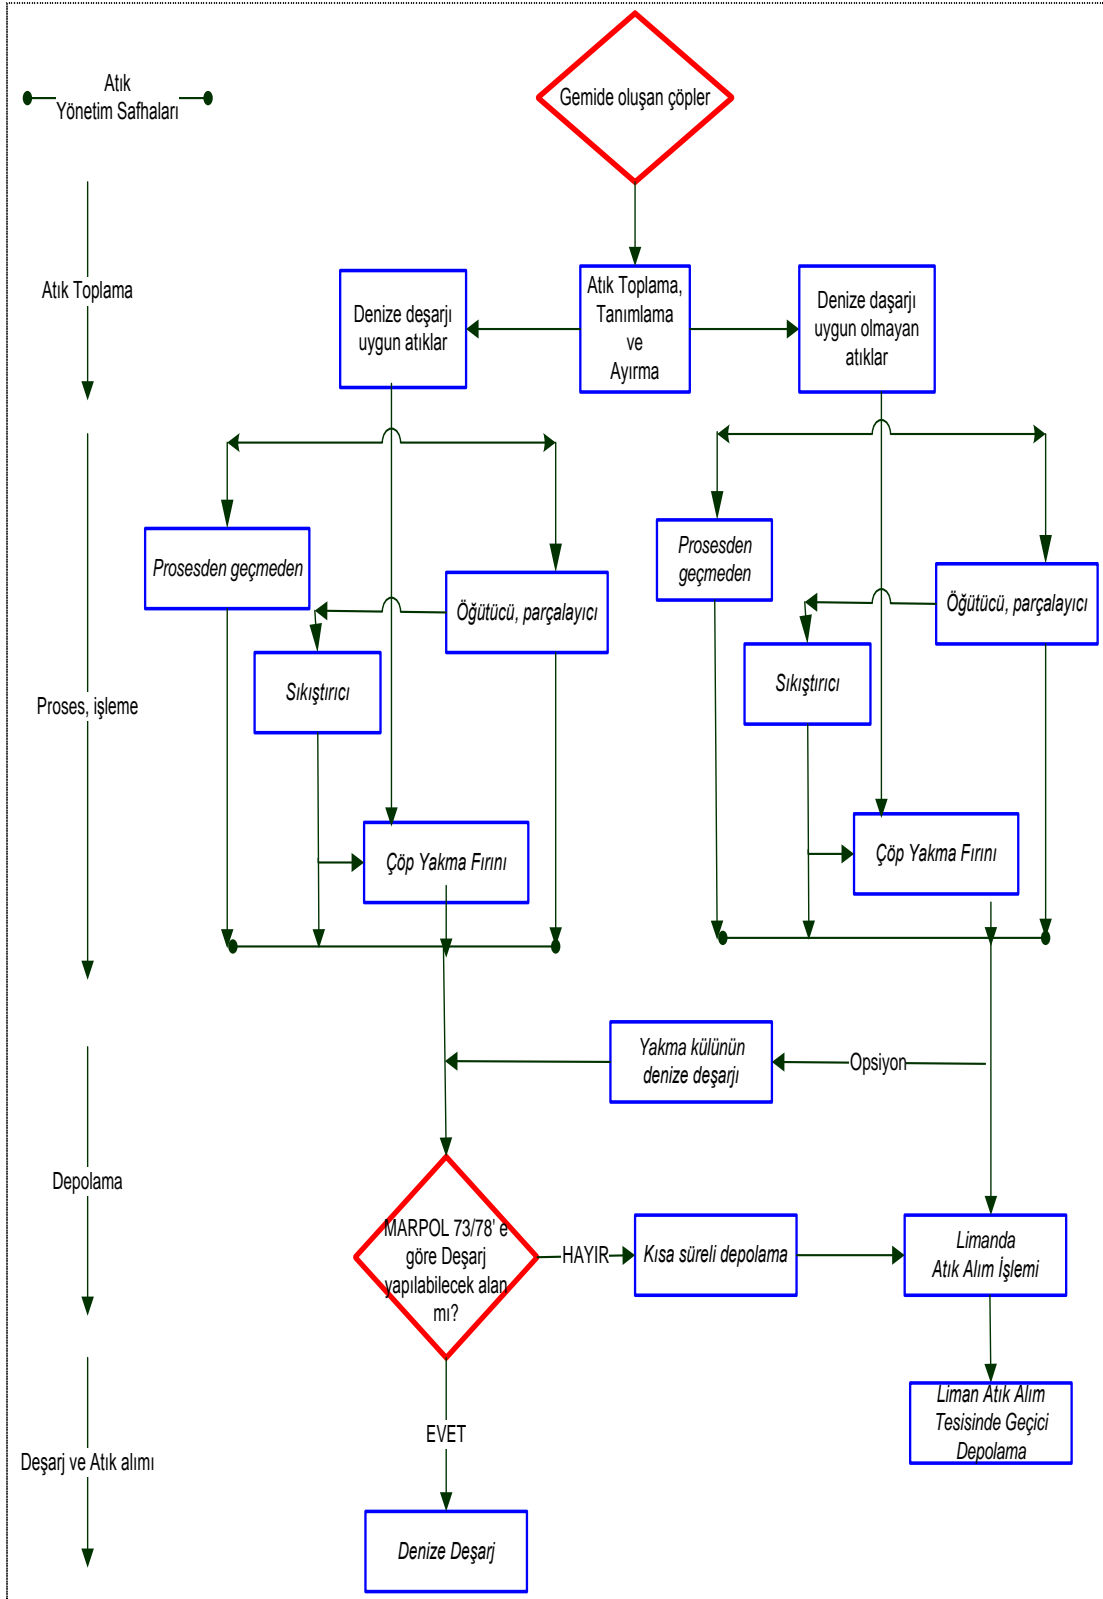 Atık
Yönetim Safhaları
Gemide oluşan çöpler
Atık Toplama
Denize deşarjı
uygun atıklar
Atık Toplama,
Tanımlama
ve
Ayırma
Denize daşarjı
uygun olmayan
atıklar
Proses, işleme
Prosesden geçmeden
Öğütücü, parçalayıcı
Sıkıştırıcı
Çöp Yakma Fırını
Prosesden
geçmeden
Öğütücü, parçalayıcı
Sıkıştırıcı
Çöp Yakma Fırını
Yakma külünün
denize deşarjı
Opsiyon
Depolama
MARPOL 73/78' e
göre Deşarj
yapılabilecek alan
mı?
HAYIR
Kısa süreli depolama
Limanda
Atık Alım İşlemi
Liman Atık Alım
Tesisinde Geçici
Depolama
EVET
Deşarj ve Atık alımı
Denize Deşarj